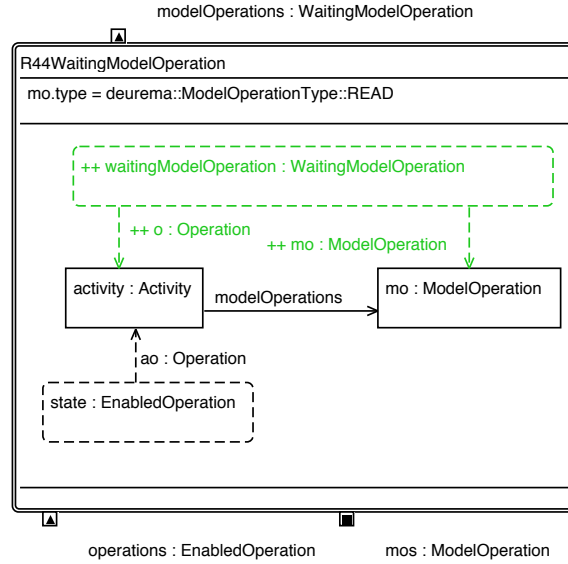 modelOperations : WaitingModelOperation
R44WaitingModelOperation
mo.type = deurema::ModelOperationType::READ
++ waitingModelOperation : WaitingModelOperation
++ o : Operation
++ mo : ModelOperation
activity : Activity
modelOperations
mo : ModelOperation
ao : Operation
state : EnabledOperation
operations : EnabledOperation
mos : ModelOperation